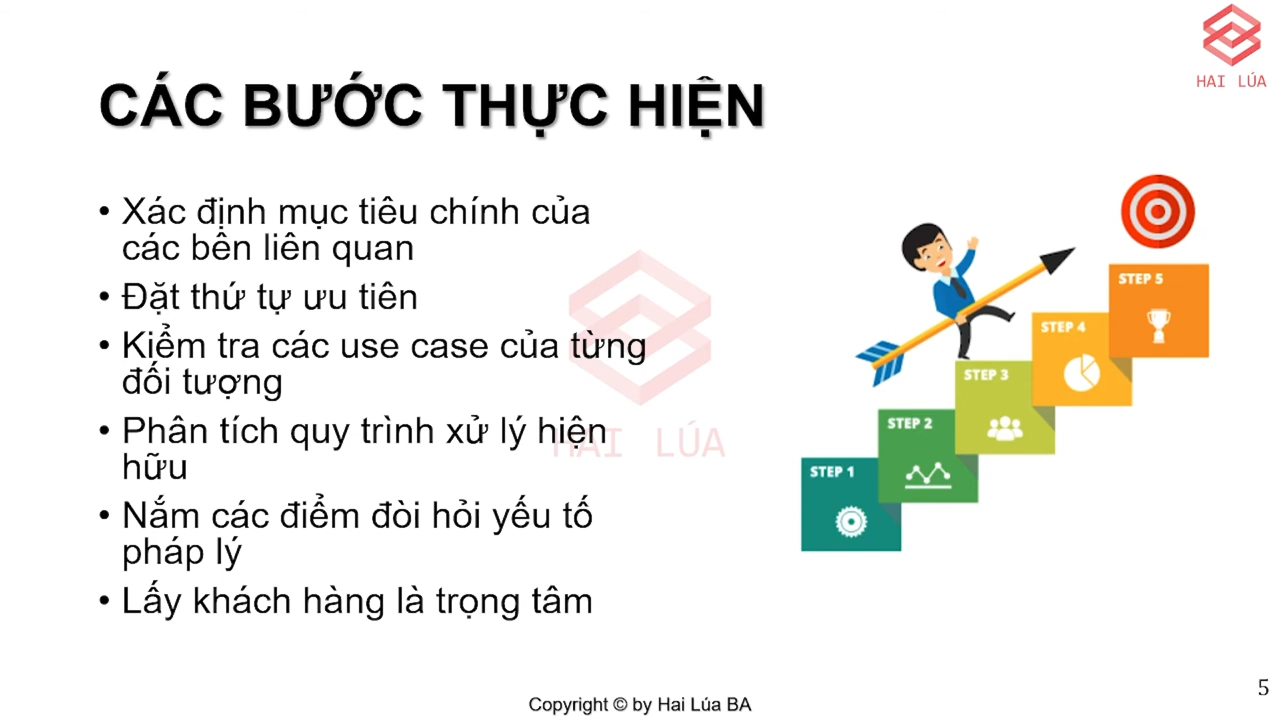 HAI LÚA
CÁC BƯỚC THỰC HIỆN
• Xác định mục tiêu chính của
các bên liên quan
• Đặt thứ tự ưu tiên
• Kiểm tra các use case của từng
đối tượng
• Phân tích quy trình xử lý hiện
hữu
• Nắm các điểm đòi hỏi yếu tố
pháp lý
• Lấy khách hàng là trọng tâm
HAI LÚA
STEP 1
STEP 2
STEP 3
STEP 4
STEP 5
Copyright © by Hai Lúa BA
5